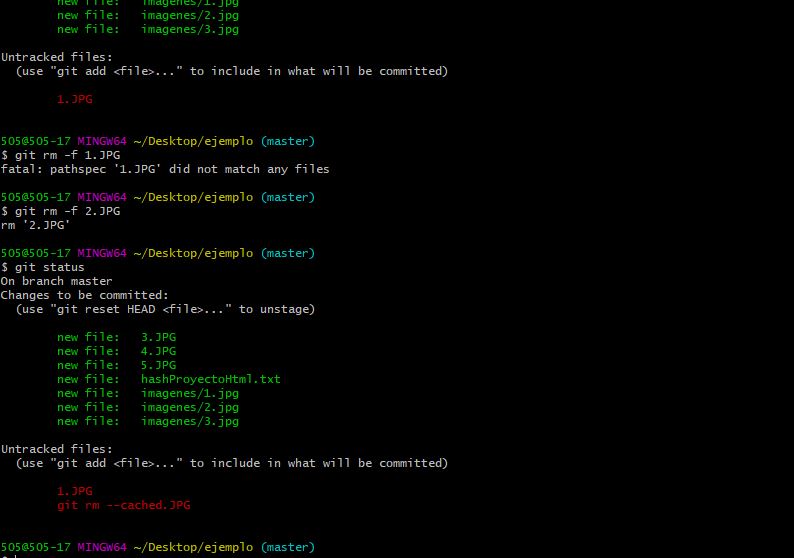 new file: imagenes/1.jpg
new file: imagenes/2.jpg
new file: imagenes/3.jpg
Untracked files:
(use "git add <file>..." to include in what will be committed)
1.JPG
505@505-17 MINGW64 ~/Desktop/ejemplo (master)
$ git rm -f 1.JPG
fatal: pathspec '1.JPG' did not match any files
505@505-17 MINGW64 ~/Desktop/ejemplo (master)
$ git rm -f 2.JPG
rm '2.JPG'
505@505-17 MINGW64 ~/Desktop/ejemplo (master)
$ git status
On branch master
Changes to be committed:
(use "git reset HEAD <file>..." to unstage)
new file: 3.JPG
new file: 4.JPG
new file: 5.JPG
new file: hashProyectoHtml.txt
new file: imagenes/1.jpg
new file: imagenes/2.jpg
new file: imagenes/3.jpg
Untracked files:
(use "git add <file>..." to include in what will be committed)
1.JPG
git rm --cached.JPG
505@505-17 MINGW64 ~/Desktop/ejemplo (master)
$